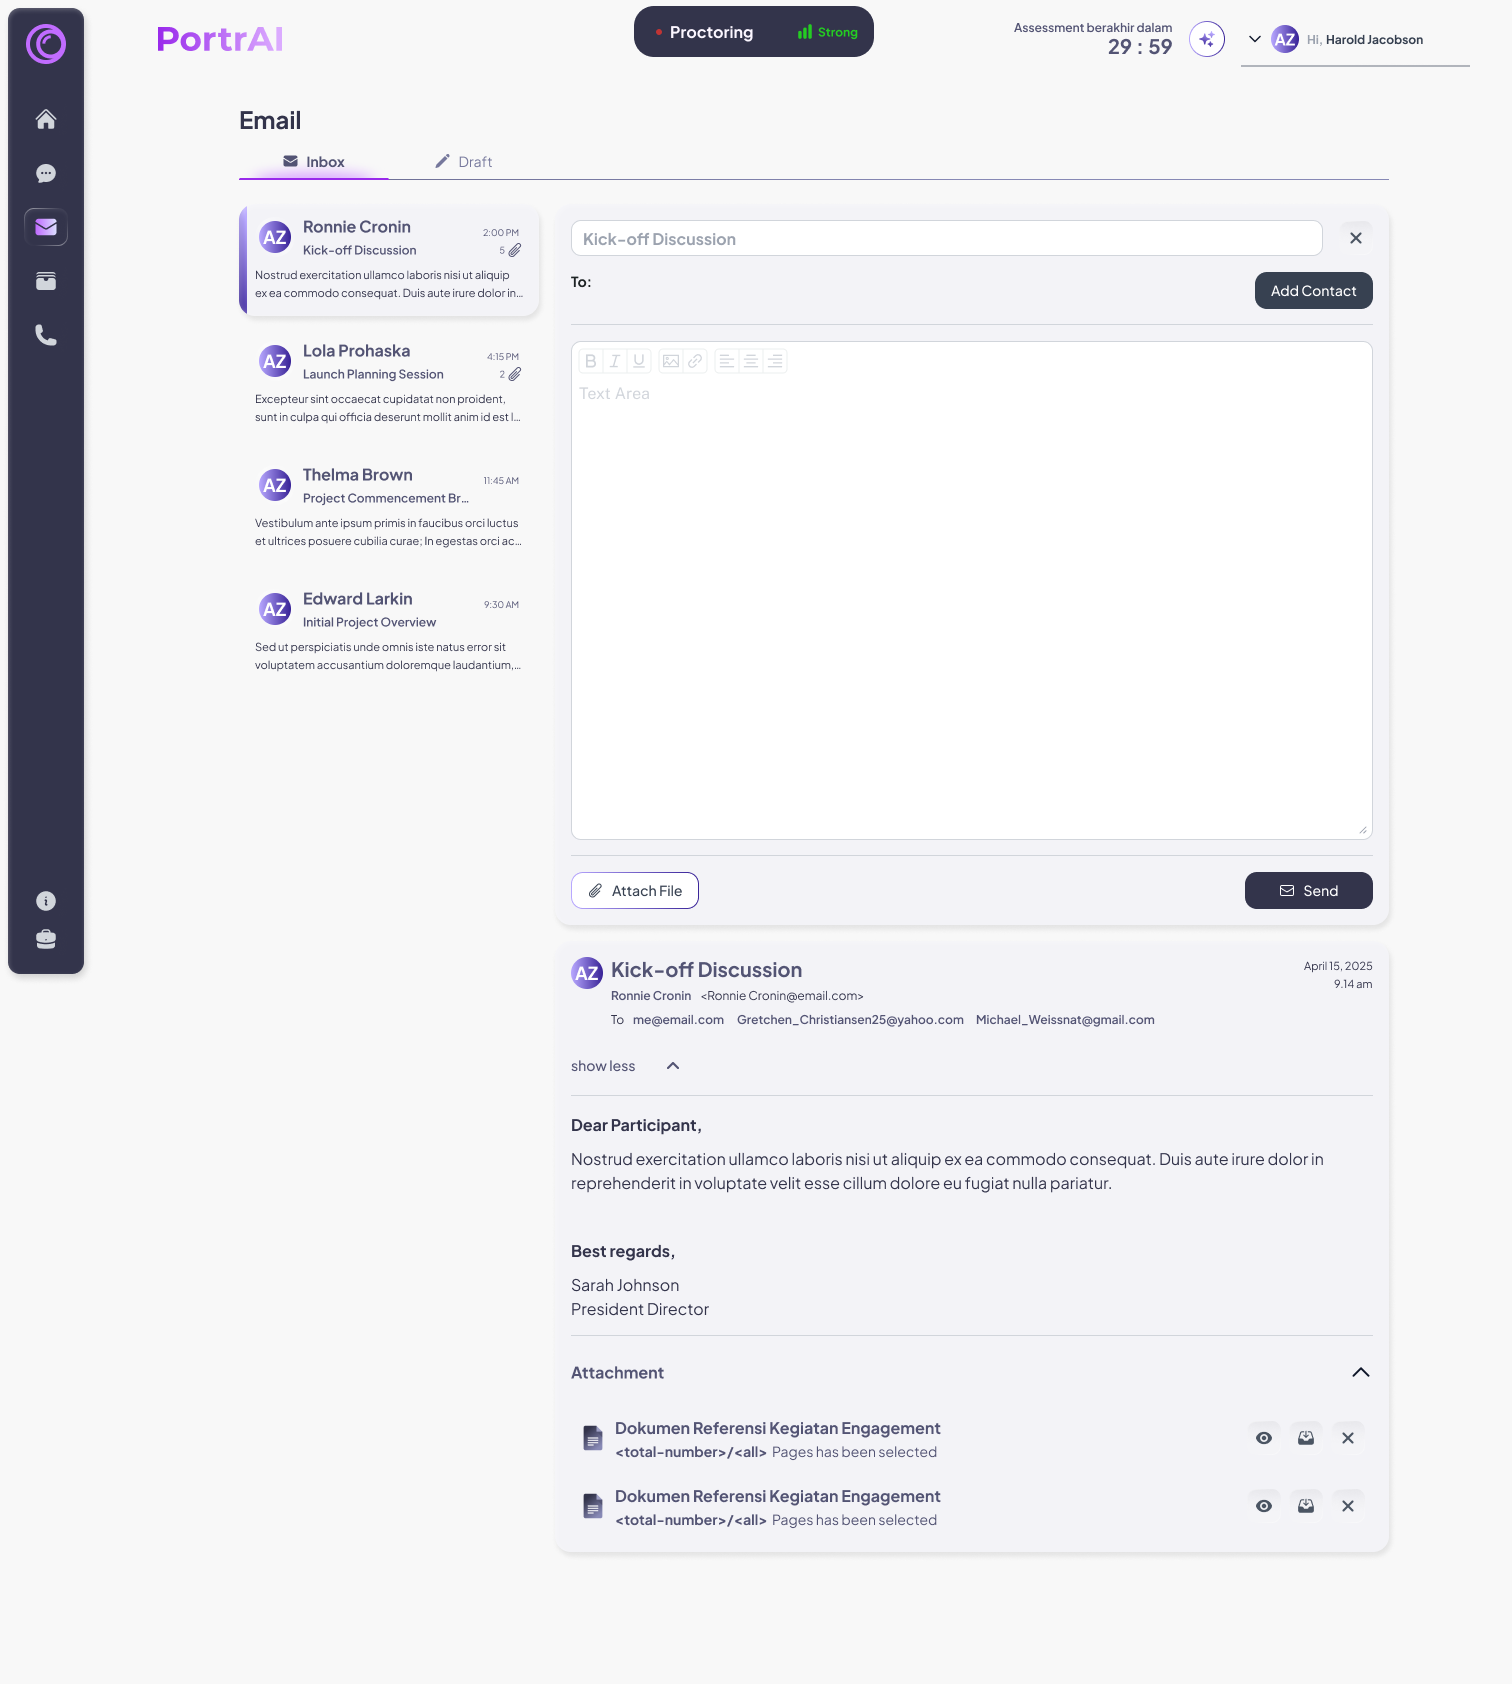 PortrAI
Proctoring
Strong
Assessment berakhir dalam
29 : 59
AZ
Hi, Harold Jacobson
Email
Inbox
Draft
AZ
Ronnie Cronin
2:00 PM
Kick-off Discussion
5
Nostrud exercitation ullamco laboris nisi ut aliquip
ex ea commodo consequat. Duis aute irure dolor in...
AZ
Lola Prohaska
4:15 PM
Launch Planning Session
2
Excepteur sint occaecat cupidatat non proident,
sunt in culpa qui officia deserunt mollit anim id est l...
AZ
Thelma Brown
11:45 AM
Project Commencement Br...
Vestibulum ante ipsum primis in faucibus orci luctus
et ultrices posuere cubilia curae; In egestas orci ac...
AZ
Edward Larkin
9:30 AM
Initial Project Overview
Sed ut perspiciatis unde omnis iste natus error sit
voluptatem accusantium doloremque laudantium,...
Kick-off Discussion
To:
Add Contact
B I U
Text Area
Attach File
Send
AZ
Kick-off Discussion
April 15, 2025
Ronnie Cronin <Ronnie Cronin@email.com>
9.14 am
To me@email.com Gretchen_Christiansen25@yahoo.com Michael_Weissnat@gmail.com
show less
Dear Participant,
Nostrud exercitation ullamco laboris nisi ut aliquip ex ea commodo consequat. Duis aute irure dolor in
reprehenderit in voluptate velit esse cillum dolore eu fugiat nulla pariatur.
Best regards,
Sarah Johnson
President Director
Attachment
Dokumen Referensi Kegiatan Engagement
<total-number>/<all> Pages has been selected
Dokumen Referensi Kegiatan Engagement
<total-number>/<all> Pages has been selected